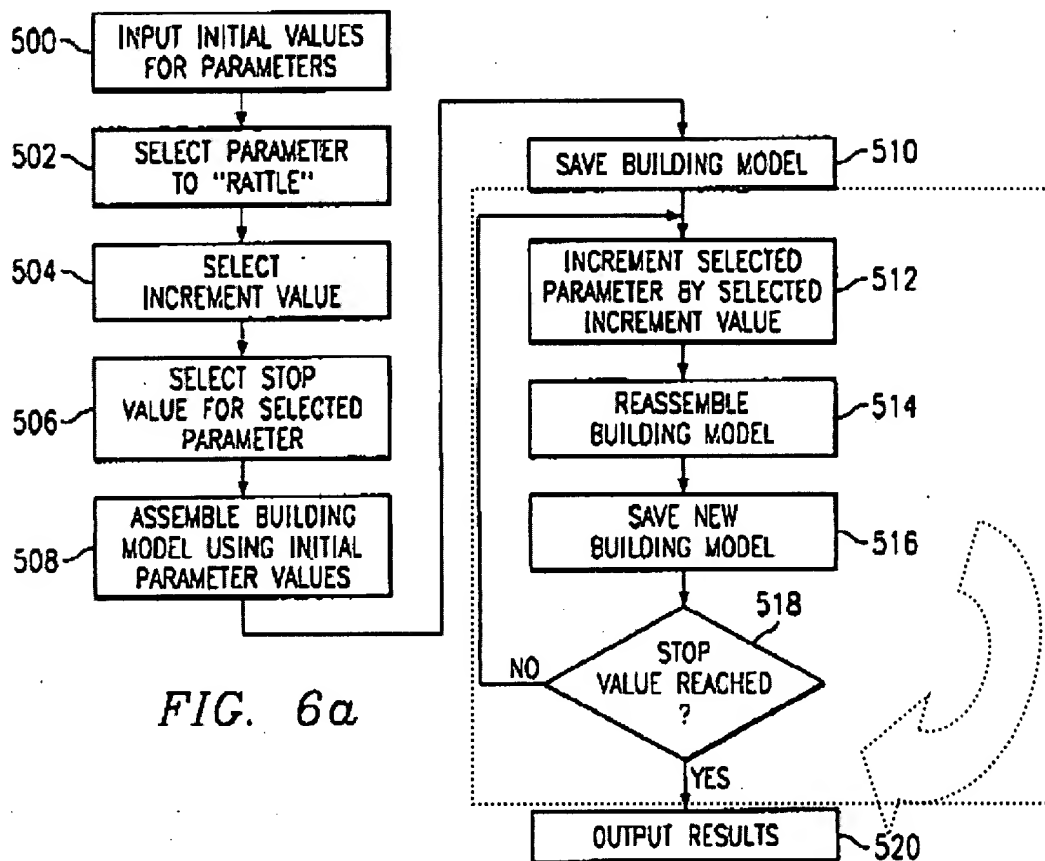 500
INPUT INITIAL VALUES
FOR PARAMETERS
502
SELECT PARAMETER
TO "RATTLE"
504
SELECT
INCREMENT VALUE
506
SELECT STOP
VALUE FOR SELECTED
PARAMETER
508
ASSEMBLE BUILDING
MODEL USING INITIAL
PARAMETER VALUES
SAVE BUILDING MODEL
510
INCREMENT SELECTED
PARAMETER BY SELECTED
INCREMENT VALUE
512
REASSEMBLE
BUILDING MODEL
514
SAVE NEW
BUILDING MODEL
516
518
STOP
VALUE REACHED
?
NO
YES
OUTPUT RESULTS
520
FIG. 6a